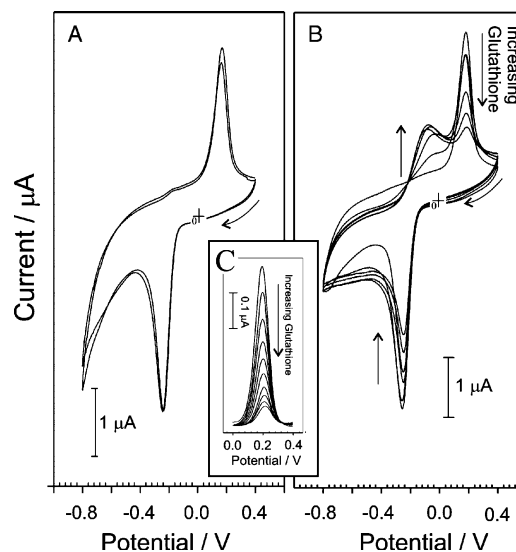 A
B
Increasing
Glutathione
0
0
Current / µA
C
0.1 µA
Increasing Glutathione
0.0 0.2 0.4
Potential / V
1 µA
1 µA
-0.8 -0.4 0.0 0.4
-0.8 -0.4 0.0 0.4
Potential / V
Potential / V